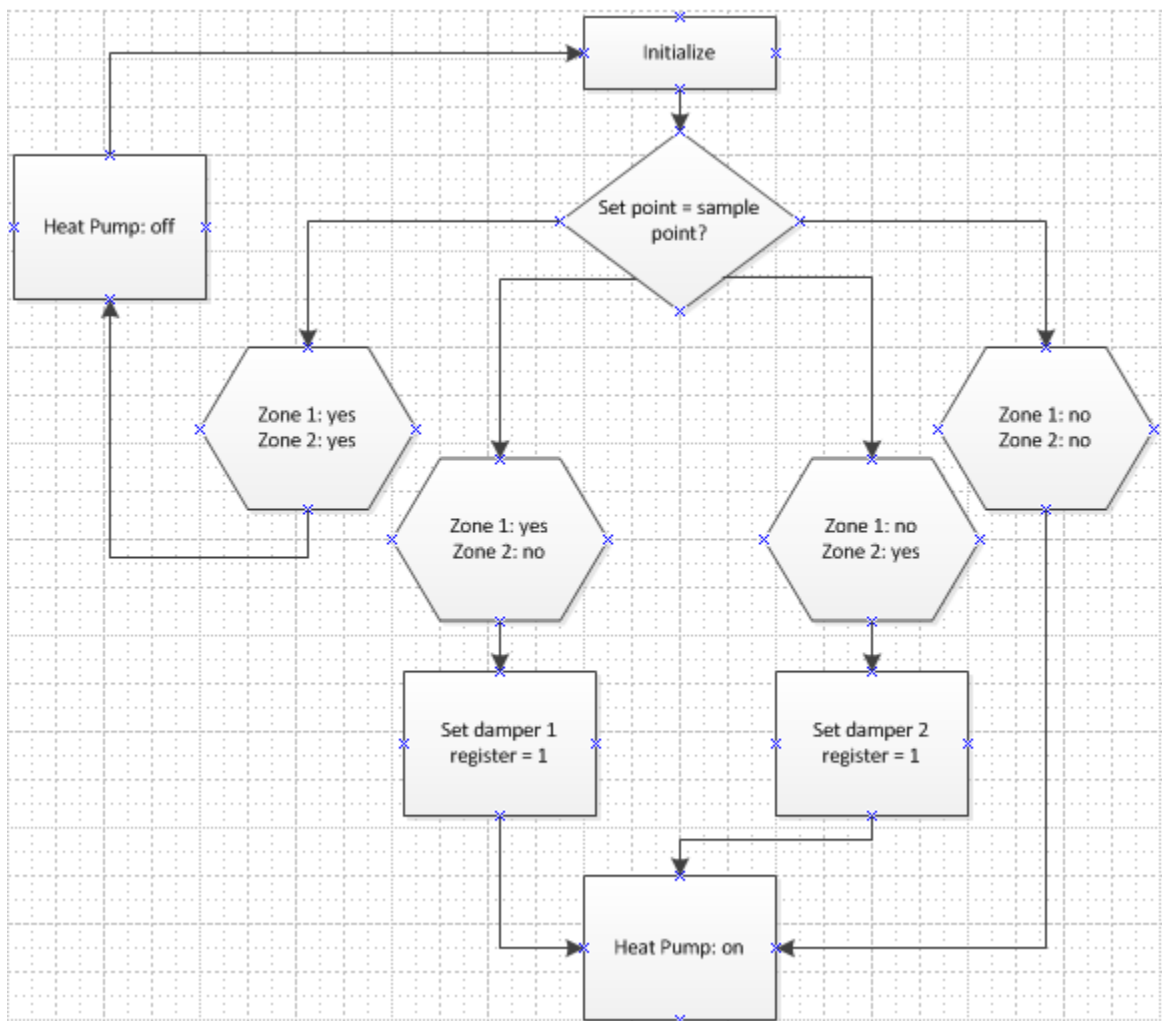 Initialize
Set point = sample
point?
Heat Pump: off
Zone 1: yes
Zone 2: yes
Zone 1: no
Zone 2: no
Zone 1: yes
Zone 2: no
Zone 1: no
Zone 2: yes
Set damper 1
register = 1
Set damper 2
register = 1
Heat Pump: on